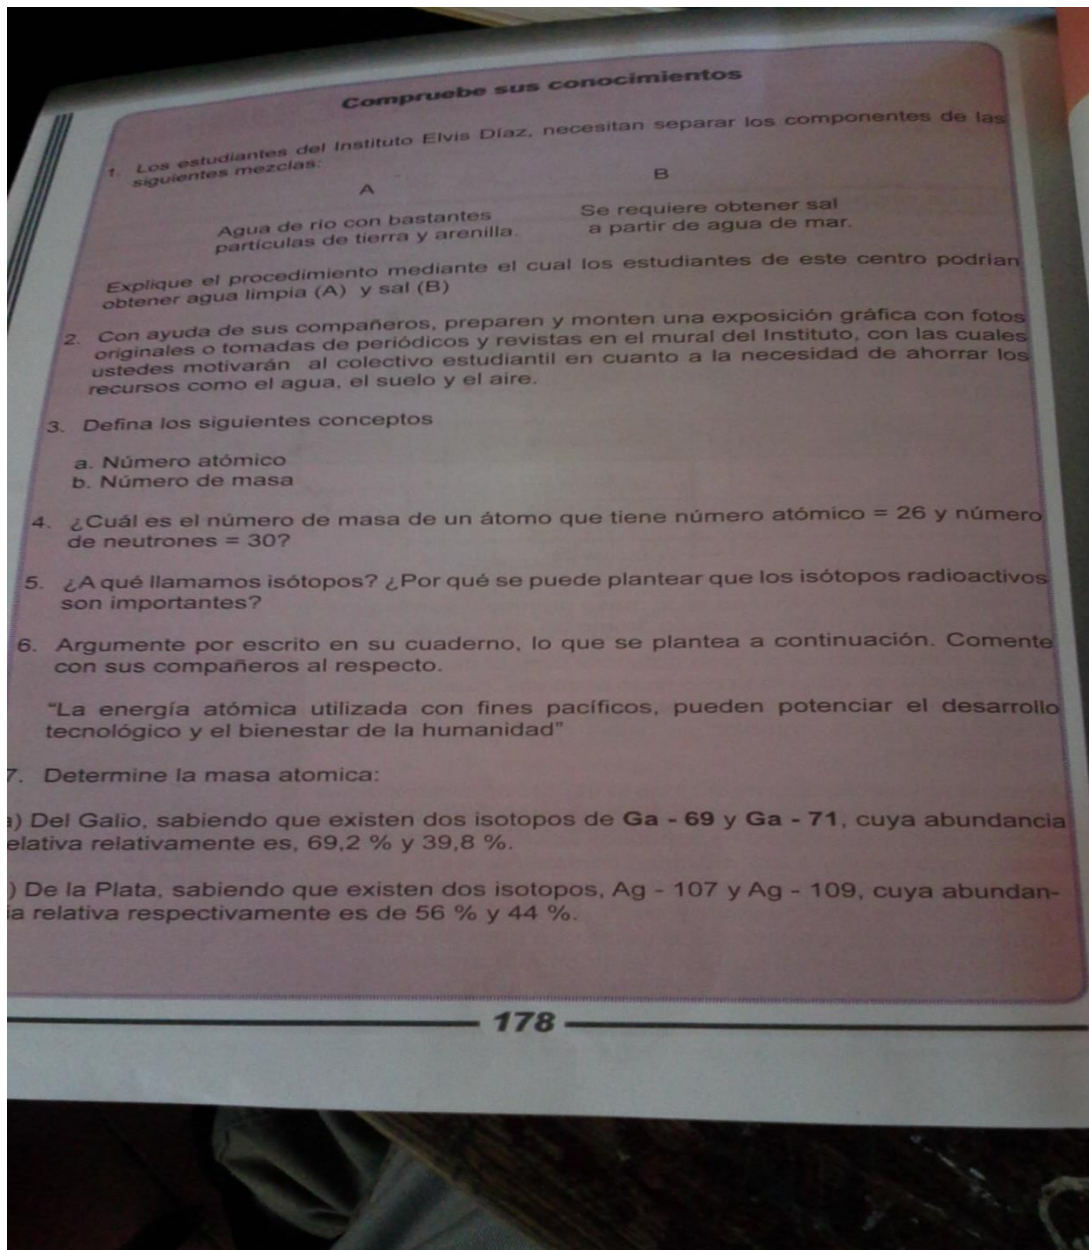 Compruebe sus conocimientos
1. Los estudiantes del Instituto Elvis Díaz, necesitan separar los componentes de las
siguientes mezclas:
A
B
Agua de río con bastantes
partículas de tierra y arenilla.
Se requiere obtener sal
a partir de agua de mar.
Explique el procedimiento mediante el cual los estudiantes de este centro podrían
obtener agua limpia (A) y sal (B)
2. Con ayuda de sus compañeros, preparen y monten una exposición gráfica con fotos
originales o tomadas de periódicos y revistas en el mural del Instituto, con las cuales
ustedes motivarán al colectivo estudiantil en cuanto a la necesidad de ahorrar los
recursos como el agua, el suelo y el aire.
3. Defina los siguientes conceptos
a. Número atómico
b. Número de masa
4. ¿Cuál es el número de masa de un átomo que tiene número atómico = 26 y número
de neutrones = 30?
5. ¿A qué llamamos isótopos? ¿Por qué se puede plantear que los isótopos radioactivos
son importantes?
6. Argumente por escrito en su cuaderno, lo que se plantea a continuación. Comente
con sus compañeros al respecto.
"La energía atómica utilizada con fines pacíficos, pueden potenciar el desarrollo
tecnológico y el bienestar de la humanidad"
7. Determine la masa atomica:
a) Del Galio, sabiendo que existen dos isotopos de Ga - 69 y Ga - 71, cuya abundancia
elativa relativamente es, 69,2 % y 39,8 %.
) De la Plata, sabiendo que existen dos isotopos, Ag - 107 y Ag - 109, cuya abundan-
ia relativa respectivamente es de 56 % y 44 %.
178